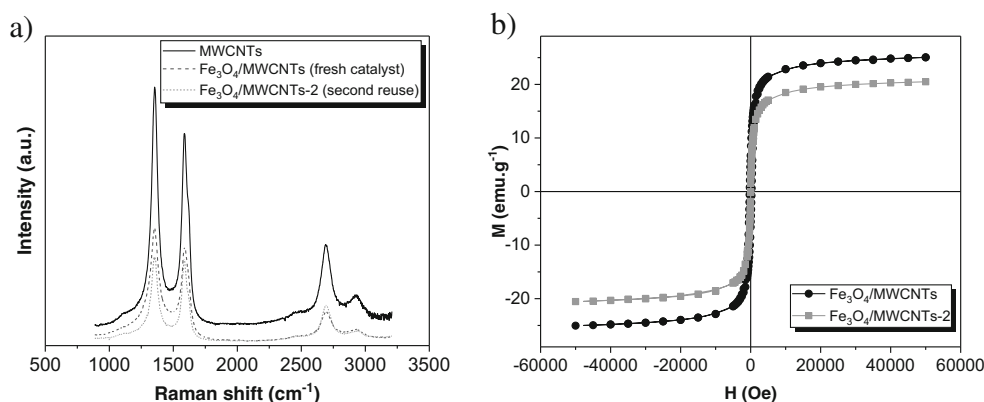 a)
MWCNTs
Fe₃O₄/MWCNTs (fresh catalyst)
Fe₃O₄/MWCNTs-2 (second reuse)
Intensity (a.u.)
500 1000 1500 2000 2500 3000 3500
Raman shift (cm⁻¹)
b)
20
10
0
-10
-20
M (emu.g⁻¹)
Fe₃O₄/MWCNTs
Fe₃O₄/MWCNTs-2
-60000 -40000 -20000 0 20000 40000 60000
H (Oe)